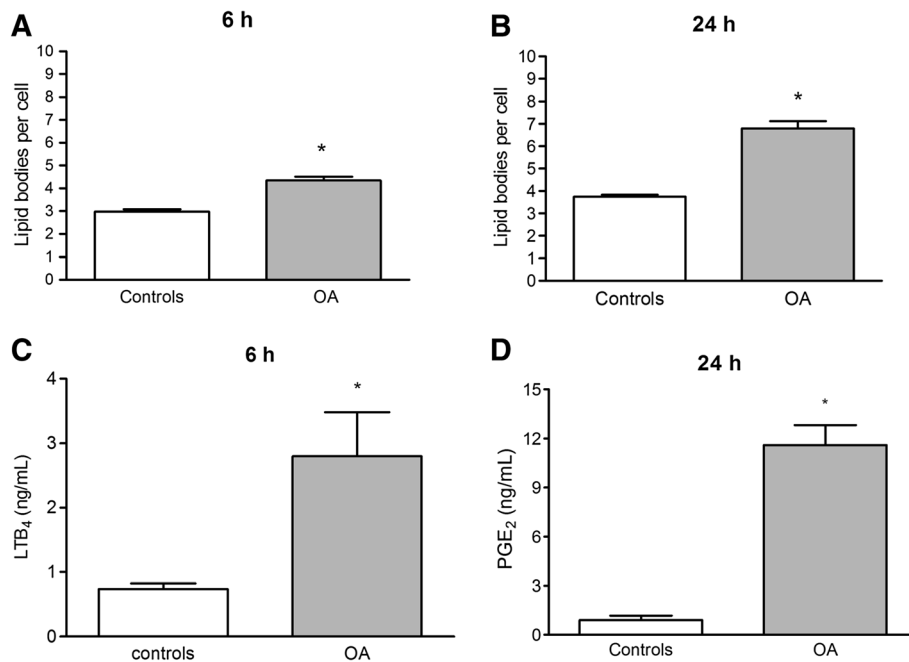 A
6 h
Lipid bodies per cell
10
9
8
7
6
5
4
3
2
1
0
*
Controls
OA
B
24 h
Lipid bodies per cell
10
9
8
7
6
5
4
3
2
1
0
*
Controls
OA
C
6 h
LTB₄ (ng/mL)
4
3
2
1
0
*
controls
OA
D
24 h
PGE₂ (ng/mL)
15
12
9
6
3
0
*
Controls
OA